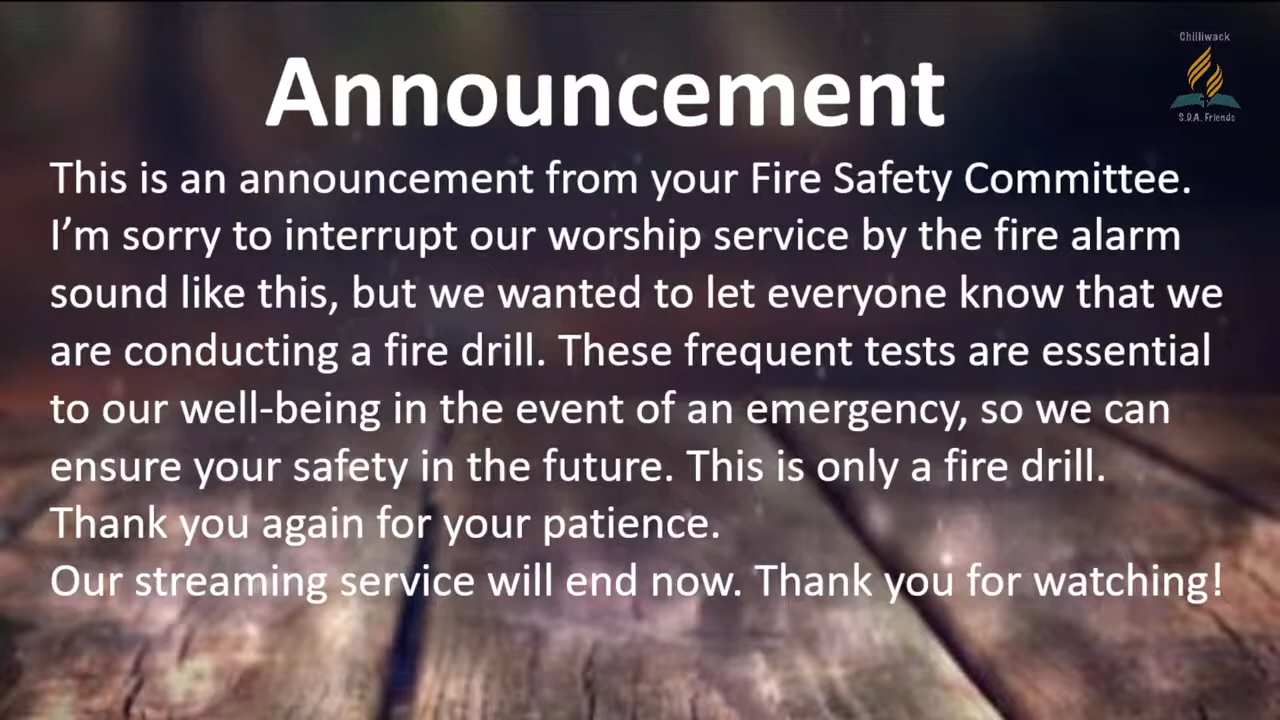 Chilliwack
S.D.A. Friends
Announcement
This is an announcement from your Fire Safety Committee.
I'm sorry to interrupt our worship service by the fire alarm
sound like this, but we wanted to let everyone know that we
are conducting a fire drill. These frequent tests are essential
to our well-being in the event of an emergency, so we can
ensure your safety in the future. This is only a fire drill.
Thank you again for your patience.
Our streaming service will end now. Thank you for watching!